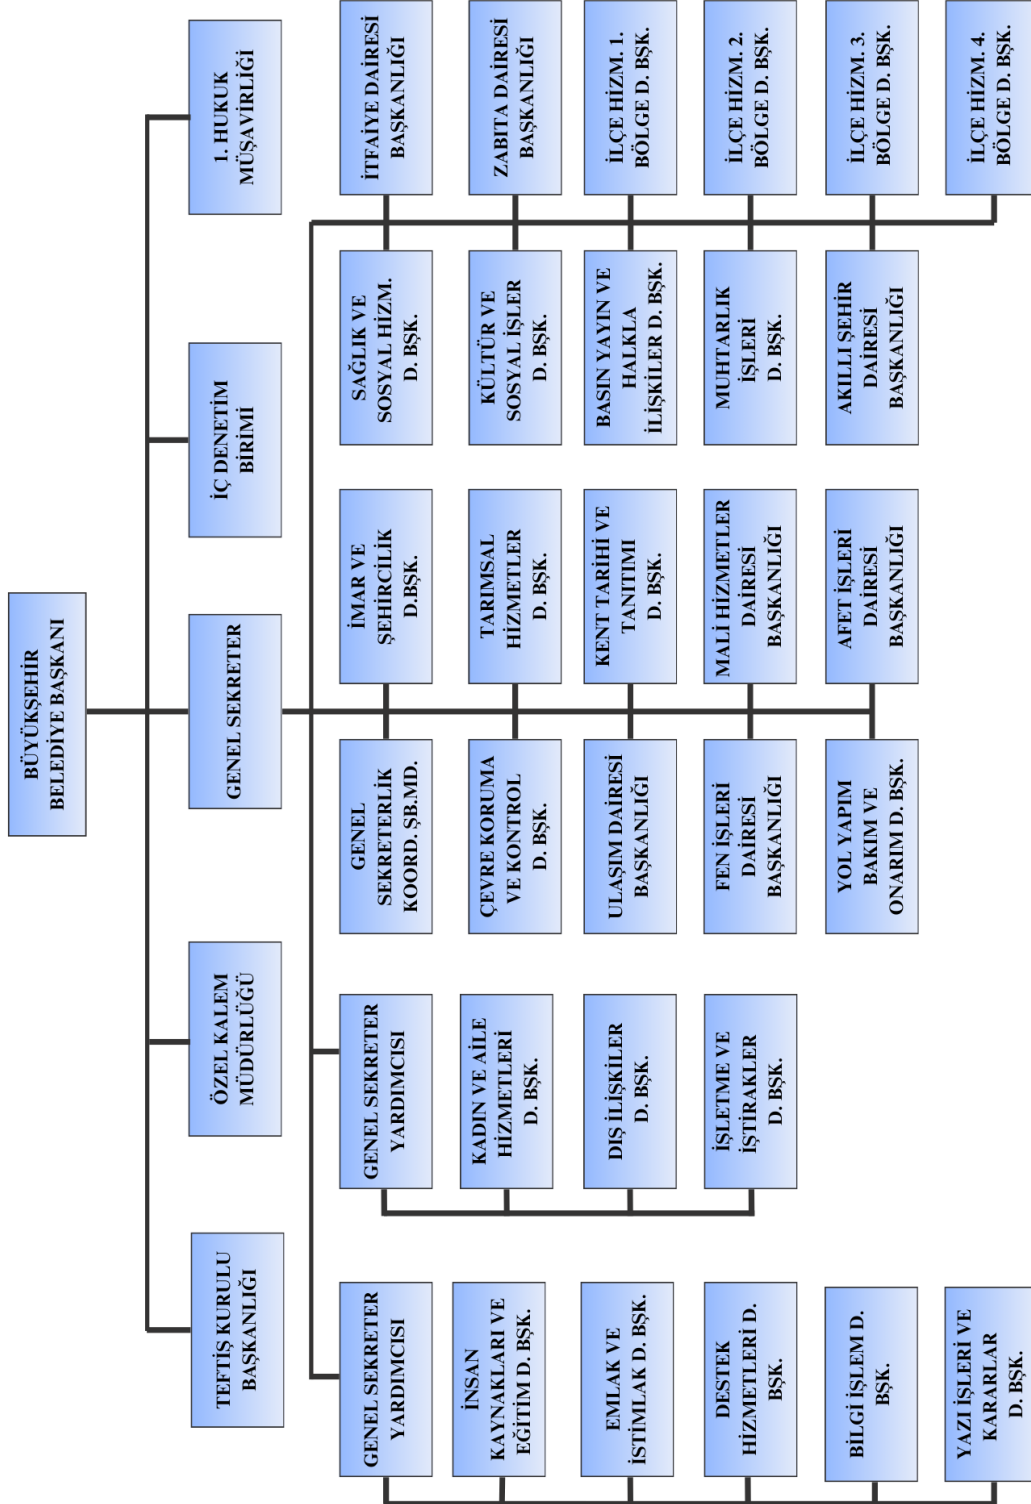 BÜYÜKŞEHİR
BELEDİYE BAŞKANI
TEFTİŞ KURULU
BAŞKANLIĞI
ÖZEL KALEM
MÜDÜRLÜĞÜ
GENEL SEKRETER
İÇ DENETİM
BİRİMİ
1. HUKUK
MÜŞAVİRLİĞİ
GENEL SEKRETER
YARDIMCISI
İNSAN
KAYNAKLARI VE
EĞİTİM D. BŞK.
EMLAK VE
İSTİMLAK D. BŞK.
DESTEK
HİZMETLERİ D.
BŞK.
BİLGİ İŞLEM D.
BŞK.
YAZI İŞLERİ VE
KARARLAR
D. BŞK.
GENEL SEKRETER
YARDIMCISI
KADIN VE AİLE
HİZMETLERİ
D. BŞK.
DIŞ İLİŞKİLER
D. BŞK.
İŞLETME VE
İŞTİRAKLER
D. BŞK.
GENEL
SEKRETERLİK
KOORD. ŞB.MD.
ÇEVRE KORUMA
VE KONTROL
D. BŞK.
ULAŞIM DAİRESİ
BAŞKANLIĞI
FEN İŞLERİ
DAİRESİ
BAŞKANLIĞI
YOL YAPIM
BAKIM VE
ONARIM D. BŞK.
İMAR VE
ŞEHİRCİLİK
D.BŞK.
TARIMSAL
HİZMETLER
D. BŞK.
KENT TARİHİ VE
TANITIMI
D. BŞK.
MALİ HİZMETLER
DAİRESİ
BAŞKANLIĞI
AFET İŞLERİ
DAİRESİ
BAŞKANLIĞI
SAĞLIK VE
SOSYAL HİZM.
D. BŞK.
KÜLTÜR VE
SOSYAL İŞLER
D. BŞK.
BASIN YAYIN VE
HALKLA
İLİŞKİLER D. BŞK.
MUHTARLIK
İŞLERİ
D. BŞK.
AKILLI ŞEHİR
DAİRESİ
BAŞKANLIĞI
İTFAİYE DAİRESİ
BAŞKANLIĞI
ZABITA DAİRESİ
BAŞKANLIĞI
İLÇE HİZM. 1.
BÖLGE D. BŞK.
İLÇE HİZM. 2.
BÖLGE D. BŞK.
İLÇE HİZM. 3.
BÖLGE D. BŞK.
İLÇE HİZM. 4.
BÖLGE D. BŞK.